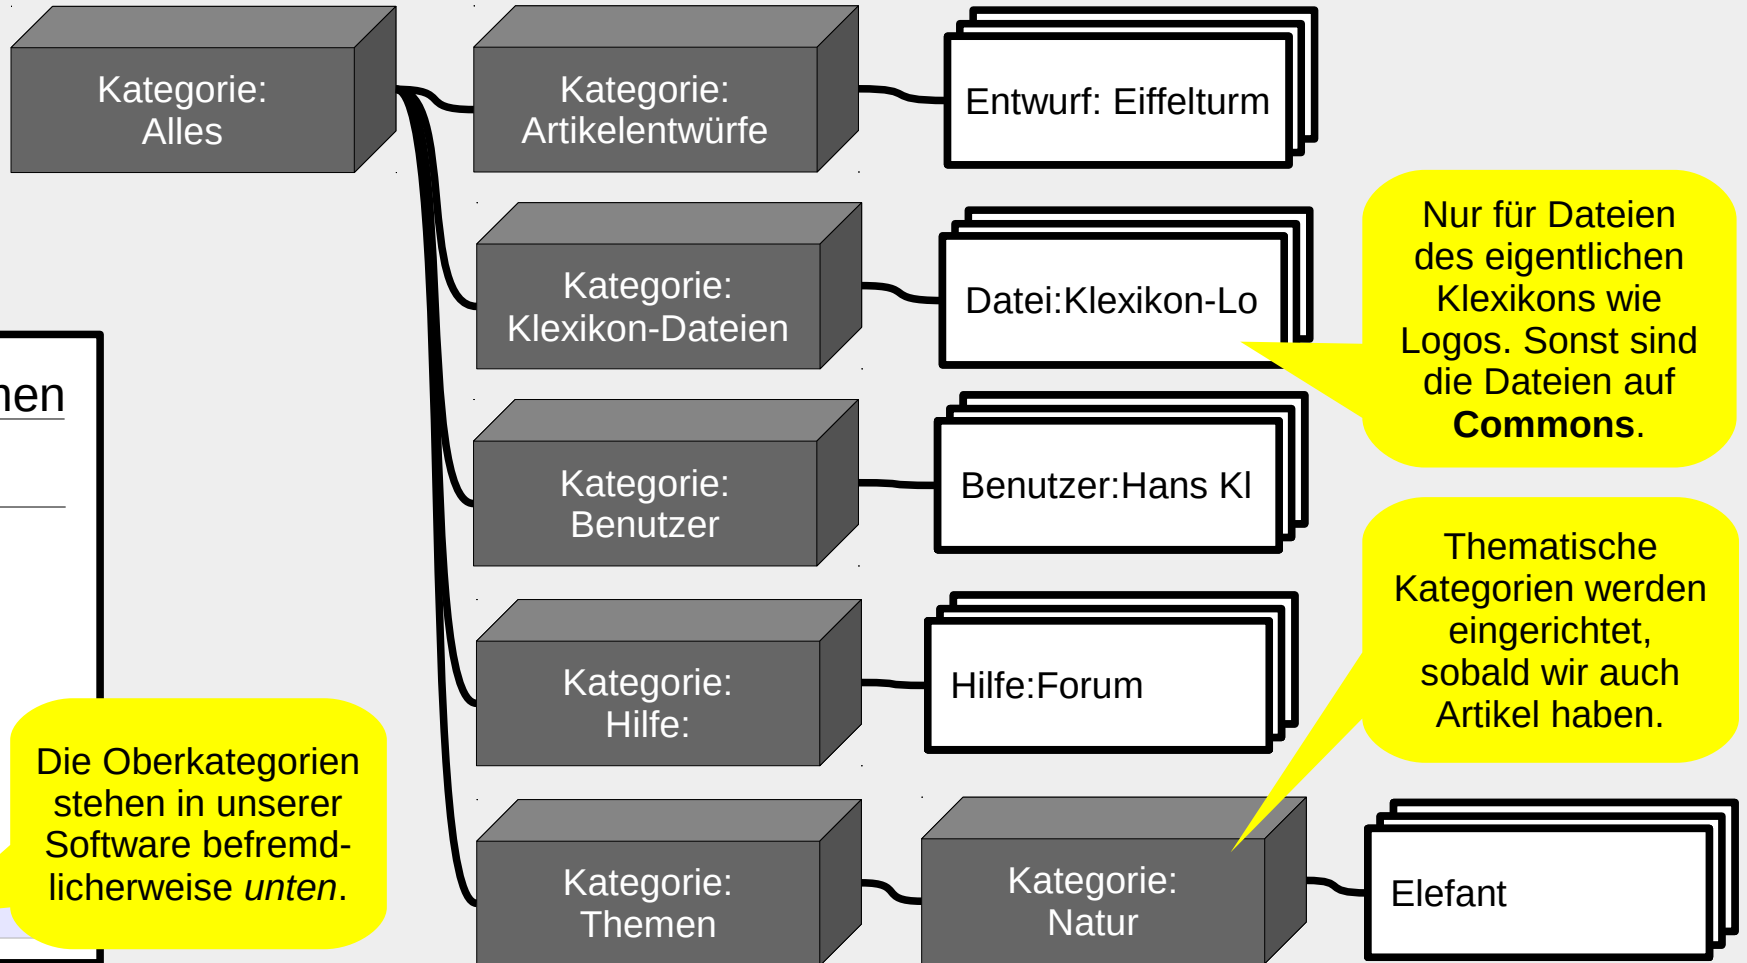 Kategorie:
Alles
Kategorie:
Artikelentwürfe
Entwurf: Eiffelturm
Kategorie:
Klexikon-Dateien
Datei:Klexikon-Lo
Nur für Dateien
des eigentlichen
Klexikons wie
Logos. Sonst sind
die Dateien auf
Commons.
Kategorie:
Benutzer
Benutzer:Hans Kl
Kategorie:
Hilfe:
Hilfe:Forum
Thematische
Kategorien werden
eingerichtet,
sobald wir auch
Artikel haben.
Die Oberkategorien
stehen in unserer
Software befremd-
licherweise unten.
Kategorie:
Themen
Kategorie:
Natur
Elefant